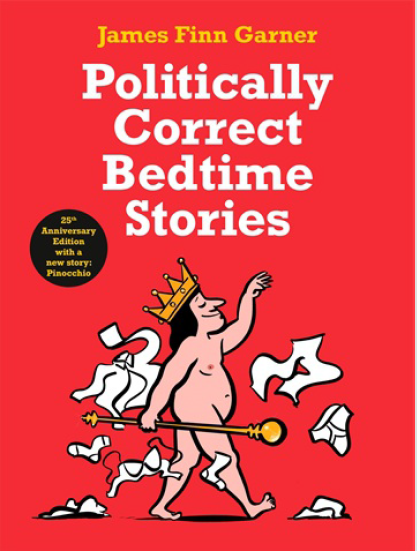 James Finn Garner
Politically
Correct
Bedtime
Stories
25th
Anniversary
Edition
with a
new story:
Pinocchio